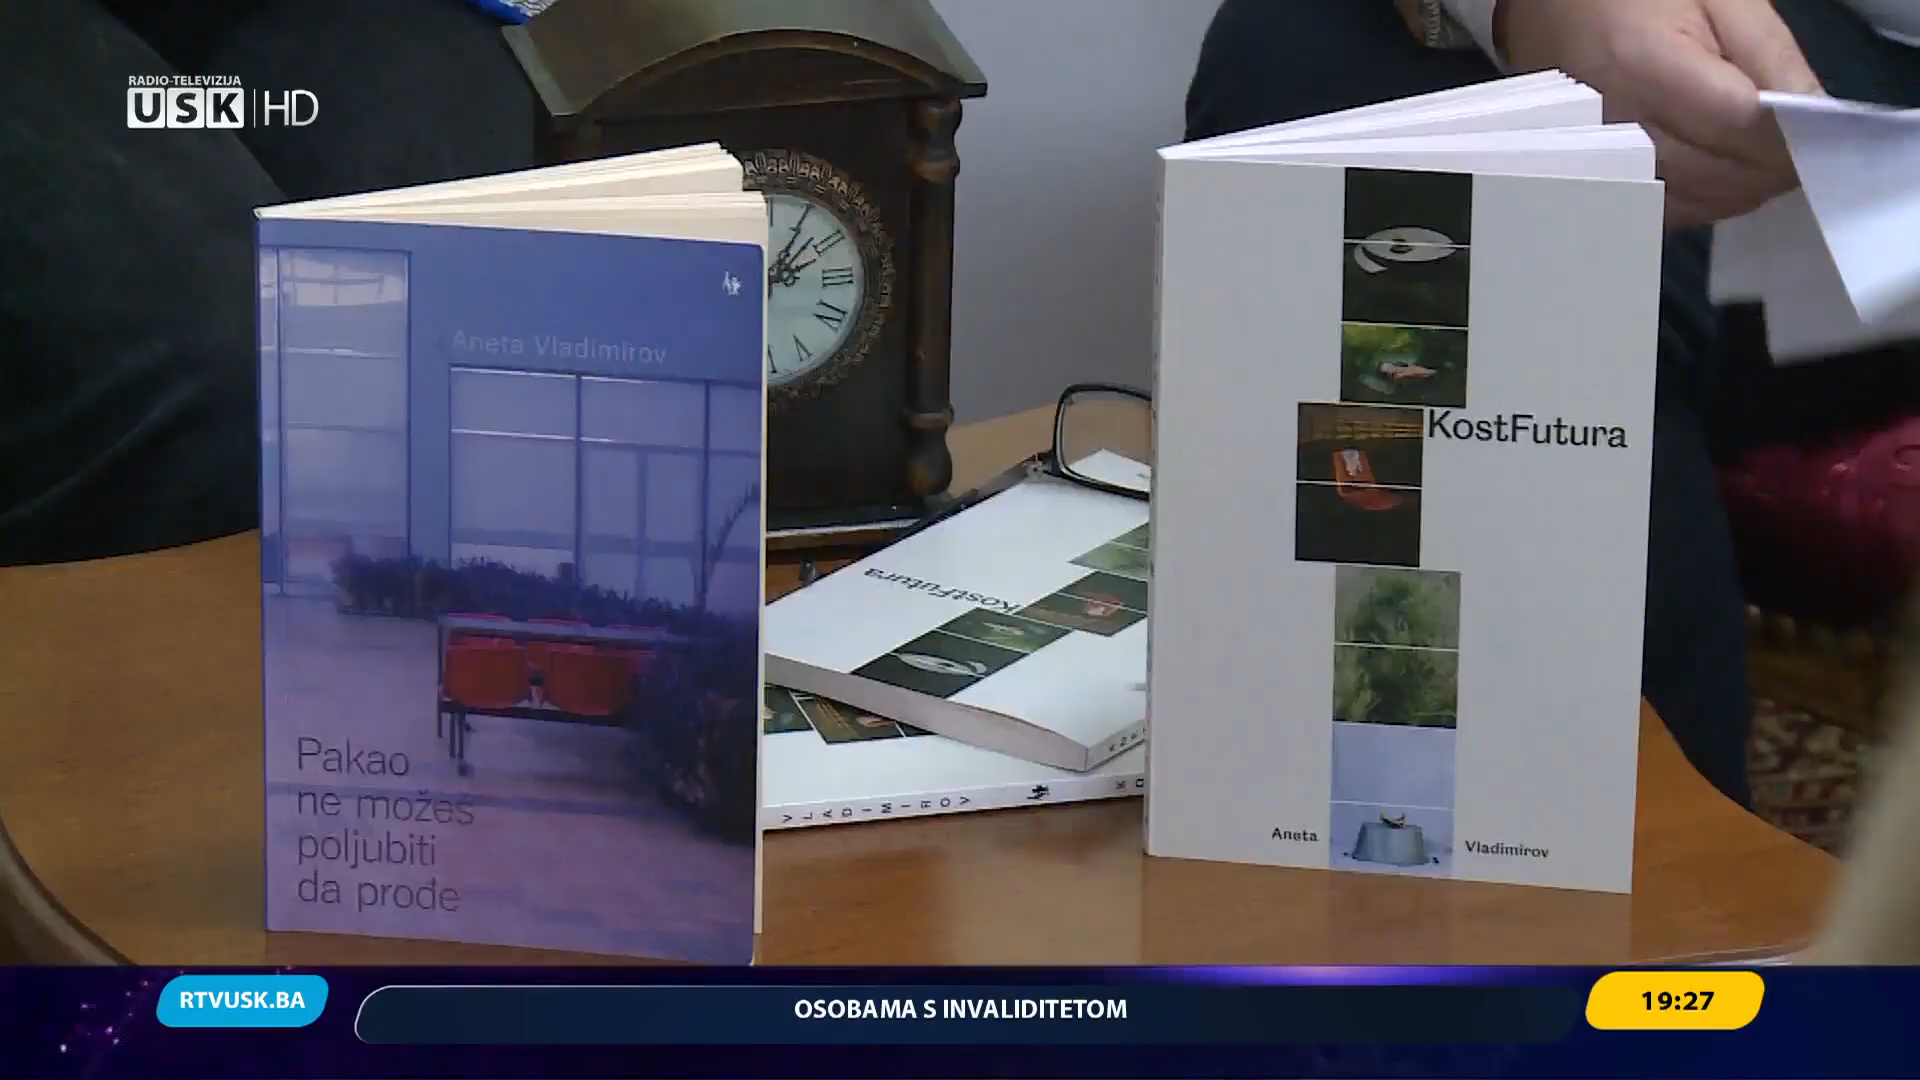 RADIO-TELEVIZIJA
USK HD
Aneta Vladimirov
Pakao
ne možeš
poljubiti
da prođe
KostFutura
VLADIMIROV
KostFutura
Aneta Vladimirov
RTVUSK.BA
OSOBAMA S INVALIDITETOM
19:27